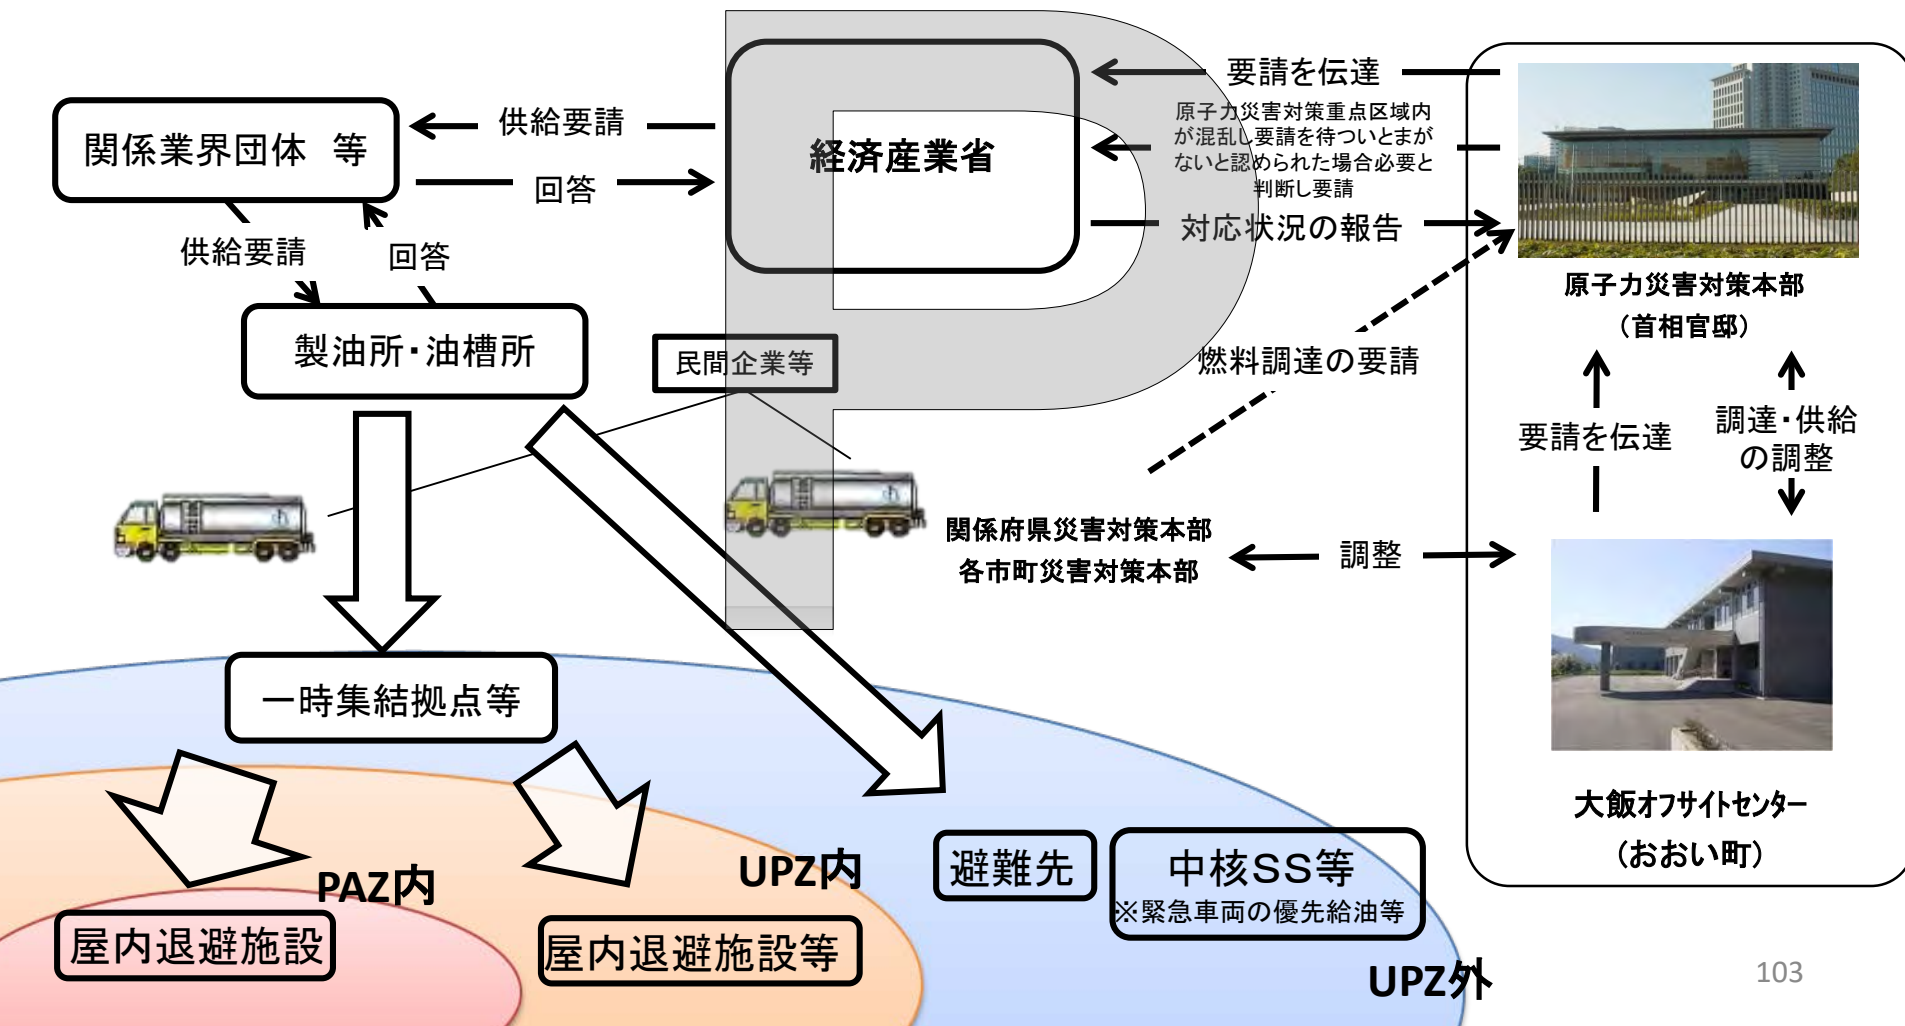 要請を伝達
関係業界団体　等
供給要請
回答
経済産業省
原子力災害対策重点区域内
が混乱し要請を待ついとまが
ないと認められた場合必要と
判断し要請
対応状況の報告
供給要請
回答
原子力災害対策本部
（首相官邸）
製油所・油槽所
民間企業等
燃料調達の要請
要請を伝達
調達・供給
の調整
関係府県災害対策本部
各市町災害対策本部
調整
一時集結拠点等
大飯オフサイトセンター
（おおい町）
PAZ内
UPZ内
避難先
中核SS等
※緊急車両の優先給油等
屋内退避施設
屋内退避施設等
UPZ外
103
P